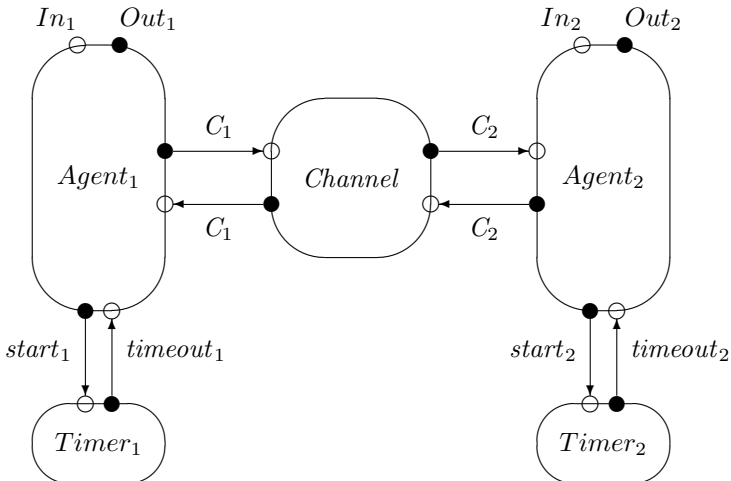 In₁ Out₁ In₂ Out₂
C₁ C₂
Agent₁ Channel Agent₂
C₁ C₂
start₁ timeout₁ start₂ timeout₂
Timer₁ Timer₂